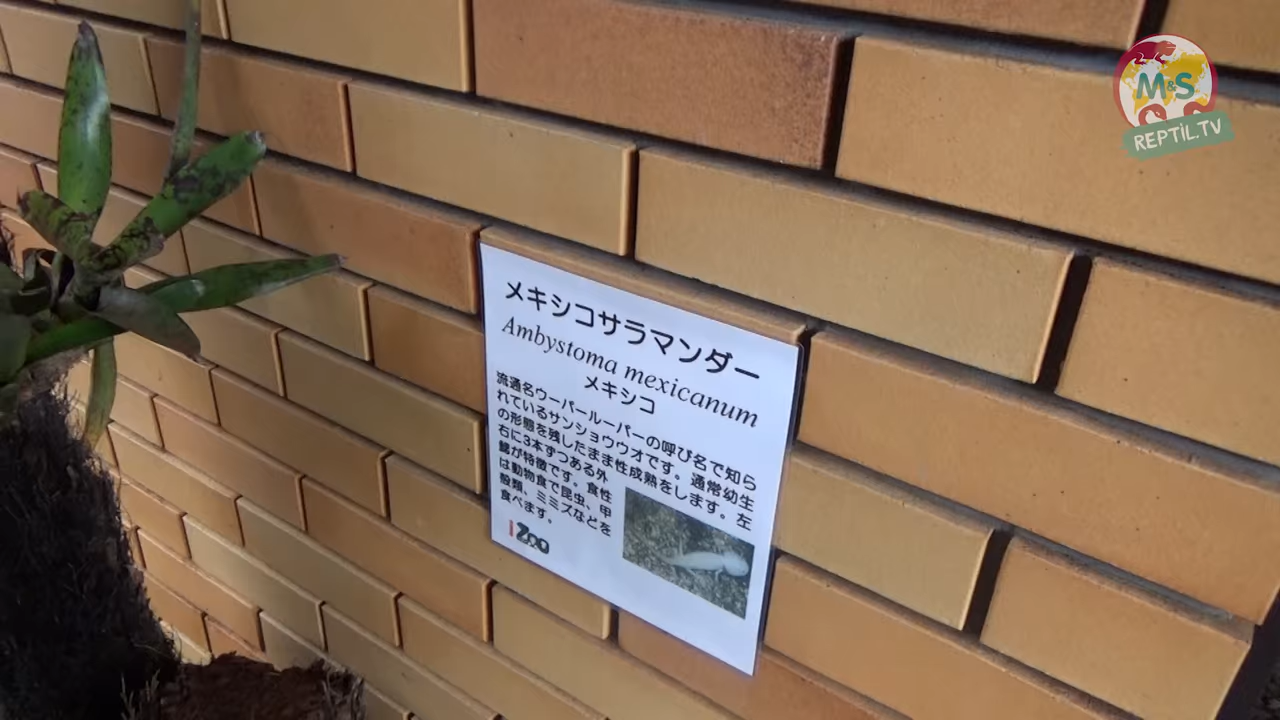 M&S
REPTIL.TV
メキシコサラマンダー
Ambystoma mexicanum
メキシコ
流通名ウーパールーパーの呼び名で知ら
れているサンショウウオです。通常幼生
の形態を残したまま性成熟をします。左
右に3本ずつある外
鰓が特徴です。食性
は動物食で昆虫、甲
殻類、ミミズなどを
食べます。
iZoo